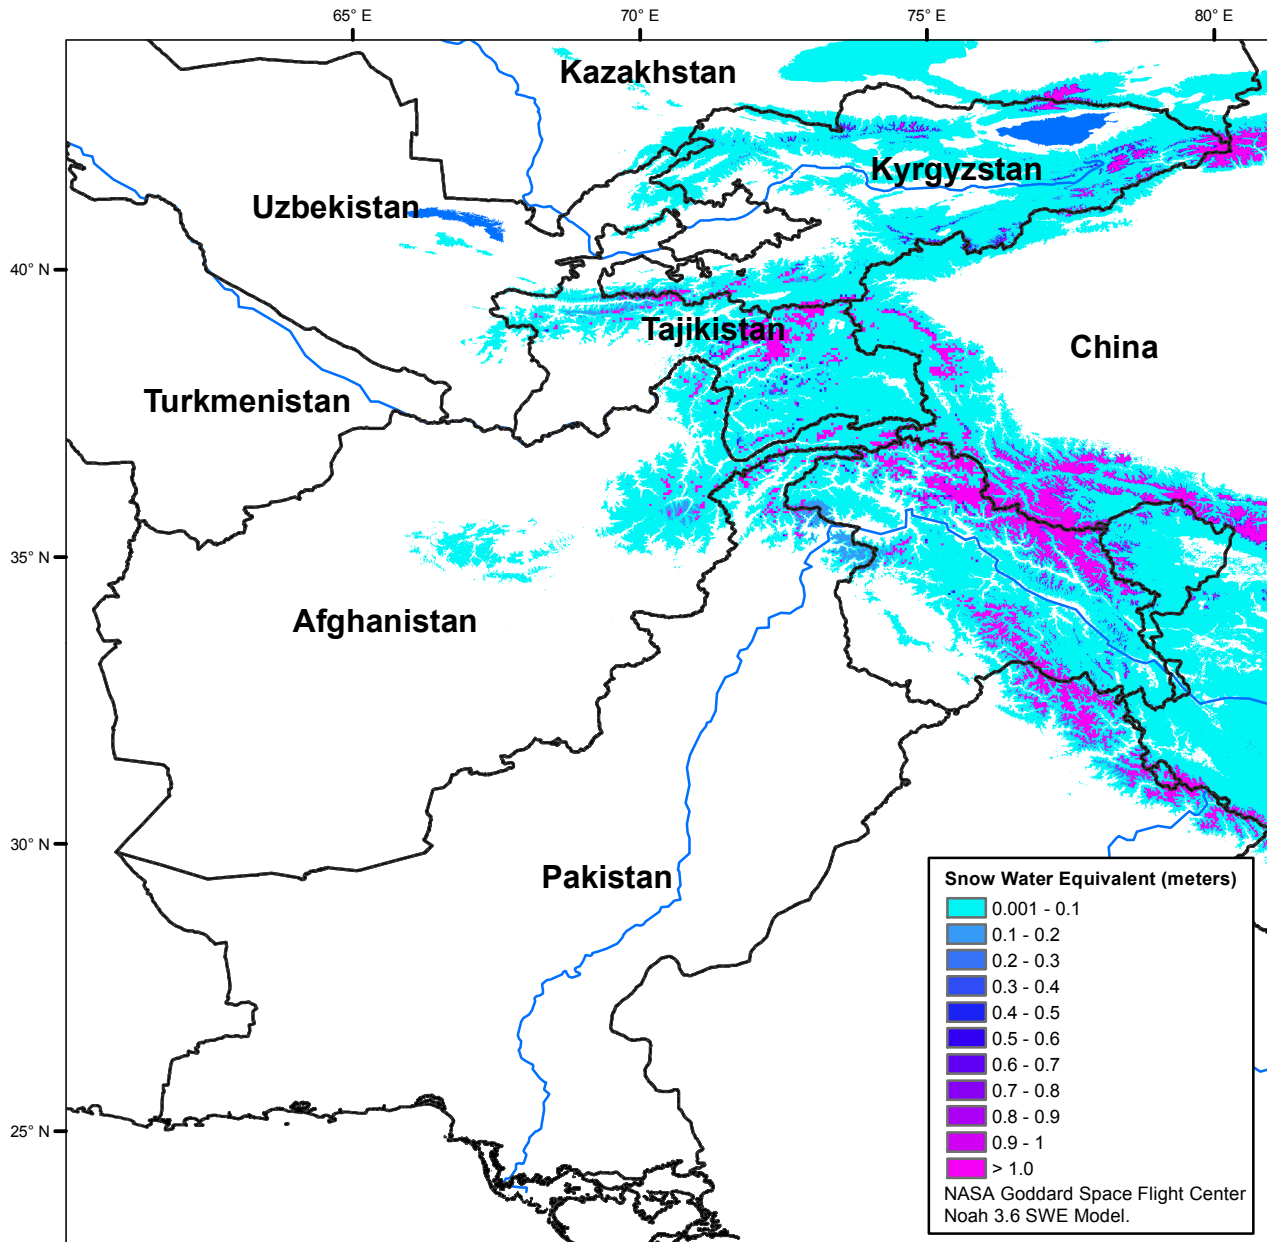 65° E
70° E
75° E
80° E
Kazakhstan
Kyrgyzstan
Uzbekistan
40° N
Tajikistan
China
Turkmenistan
35° N
Afghanistan
30° N
Pakistan
25° N
Snow Water Equivalent (meters)
0.001 - 0.1
0.1 - 0.2
0.2 - 0.3
0.3 - 0.4
0.4 - 0.5
0.5 - 0.6
0.6 - 0.7
0.7 - 0.8
0.8 - 0.9
0.9 - 1
> 1.0
NASA Goddard Space Flight Center
Noah 3.6 SWE Model.